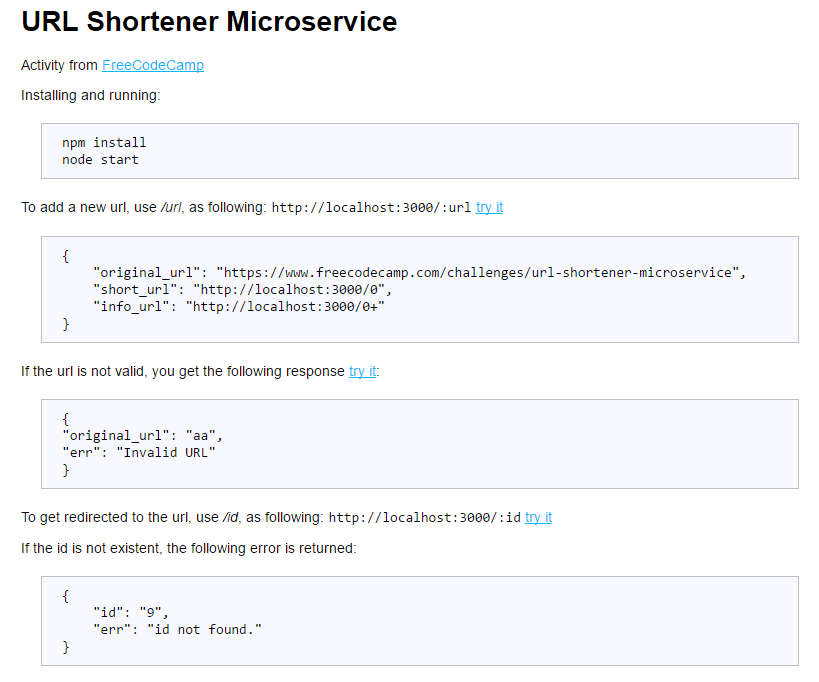 URL Shortener Microservice
Activity from FreeCodeCamp
Installing and running:
npm install
node start
To add a new url, use /url, as following: http://localhost:3000/:url try it
{
    "original_url": "https://www.freecodecamp.com/challenges/url-shortener-microservice",
    "short_url": "http://localhost:3000/0",
    "info_url": "http://localhost:3000/0+"
}
If the url is not valid, you get the following response try it:
{
"original_url": "aa",
"err": "Invalid URL"
}
To get redirected to the url, use /id, as following: http://localhost:3000/:id try it
If the id is not existent, the following error is returned:
{
    "id": "9",
    "err": "id not found."
}